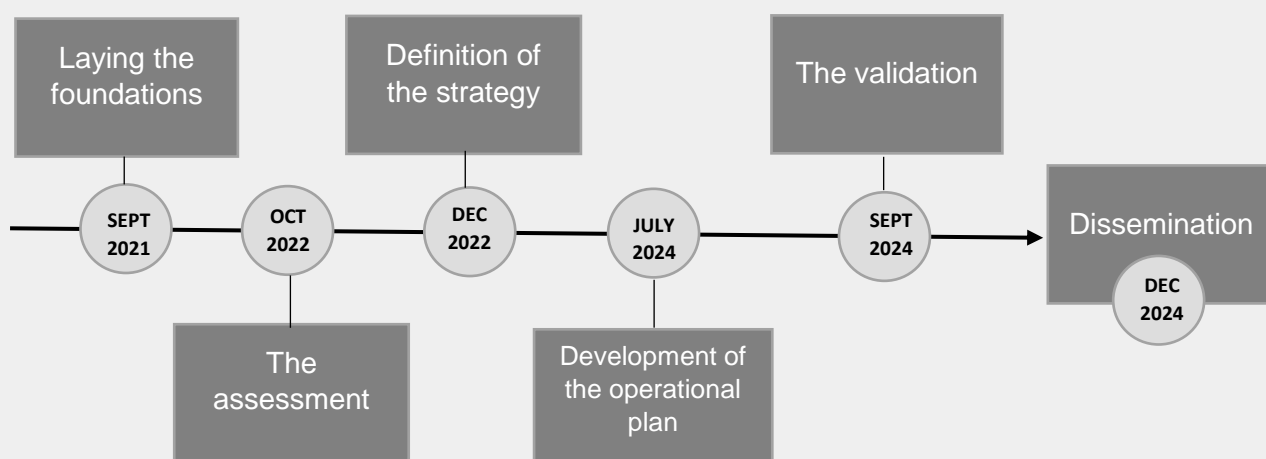 Laying the
foundations
Definition of
the strategy
The validation
SEPT
2021
OCT
2022
DEC
2022
JULY
2024
SEPT
2024
Dissemination
DEC
2024
The
assessment
Development of
the operational
plan